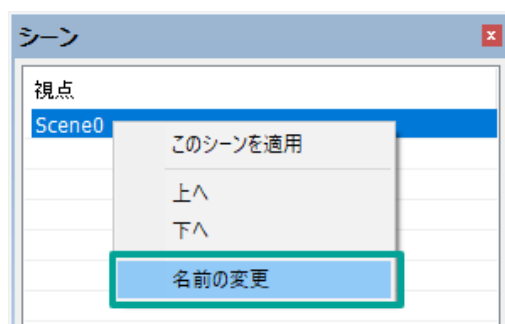 シーン
視点
Scene0
このシーンを適用
上へ
下へ
名前の変更